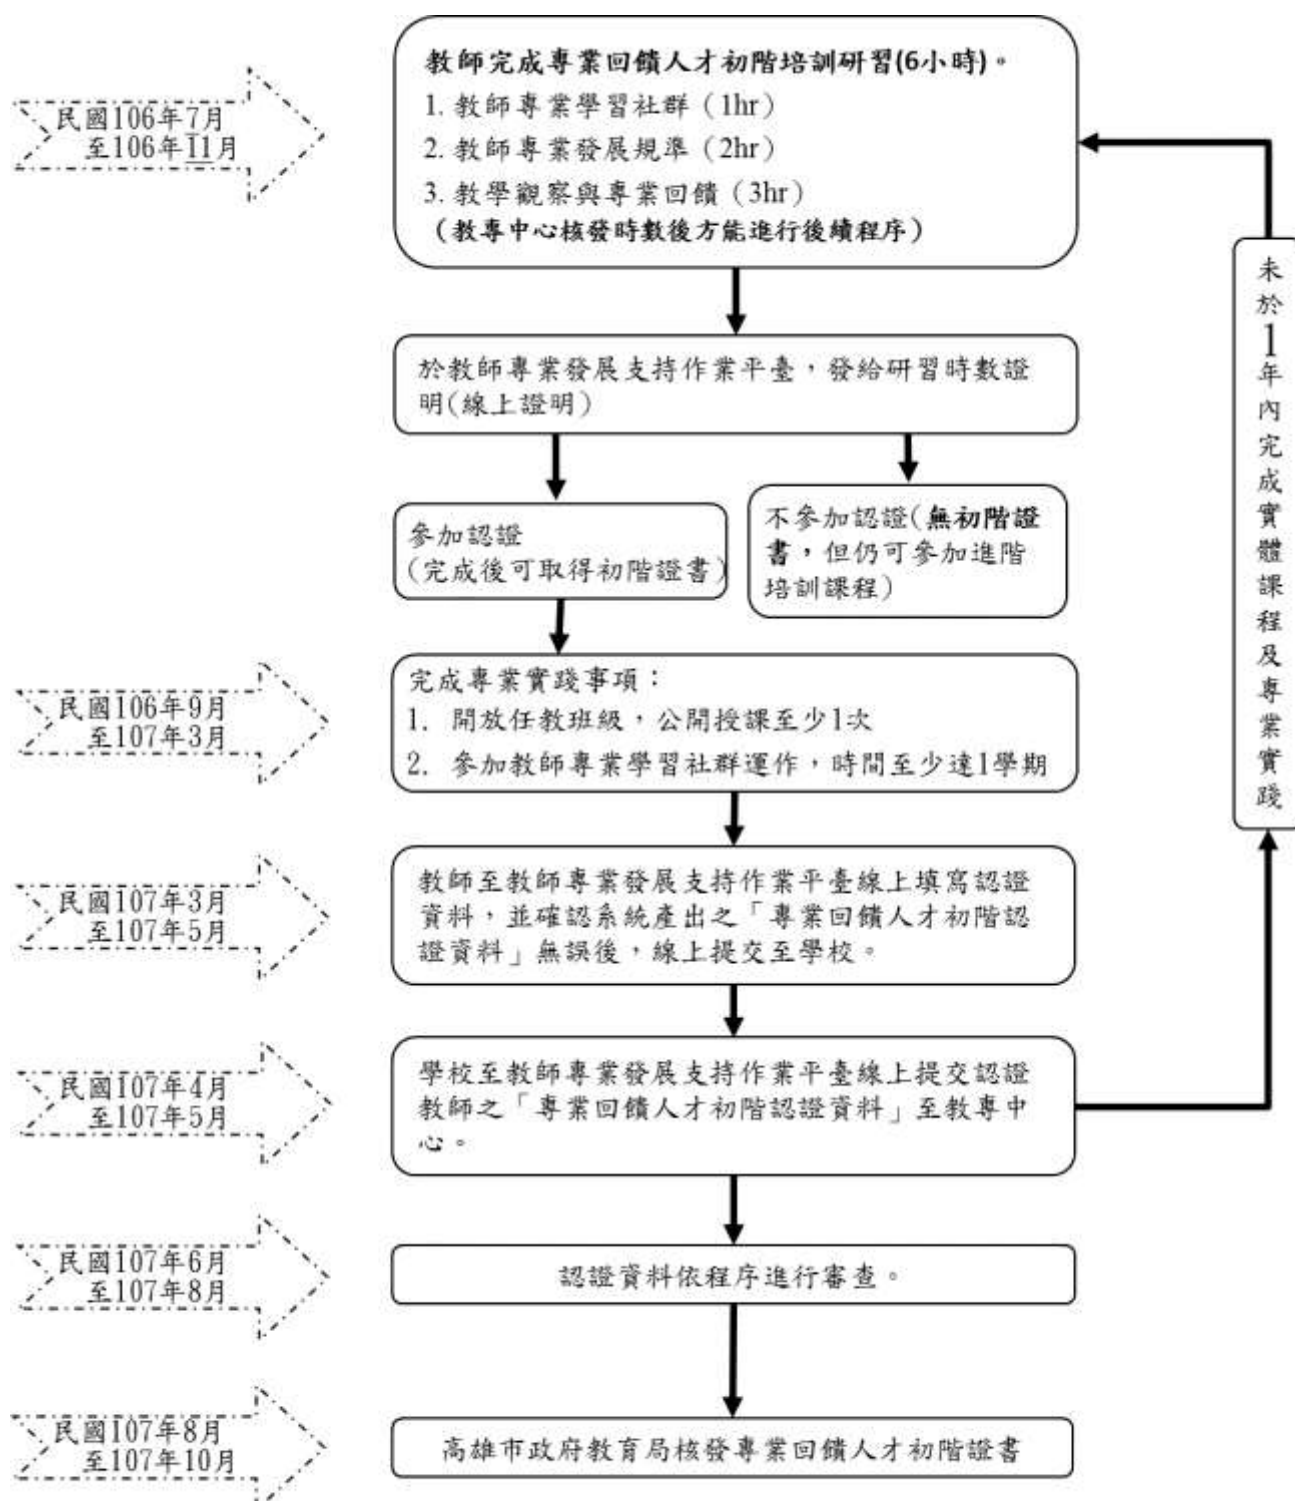 民國106年7月
至106年11月
教師完成專業回饋人才初階培訓研習(6小時)。
1. 教師專業學習社群（1hr）
2. 教師專業發展規準（2hr）
3. 教學觀察與專業回饋（3hr）
（教專中心核發時數後方能進行後續程序）
於教師專業發展支持作業平臺，發給研習時數證
明(線上證明)
參加認證
(完成後可取得初階證書)
不參加認證(無初階證
書，但仍可參加進階
培訓課程)
民國106年9月
至107年3月
完成專業實踐事項：
1. 開放任教班級，公開授課至少1次
2. 參加教師專業學習社群運作，時間至少達1學期
民國107年3月
至107年5月
教師至教師專業發展支持作業平臺線上填寫認證
資料，並確認系統產出之「專業回饋人才初階認
證資料」無誤後，線上提交至學校。
民國107年4月
至107年5月
學校至教師專業發展支持作業平臺線上提交認證
教師之「專業回饋人才初階認證資料」至教專中
心。
未於1年內完成實體課程及專業實踐
民國107年6月
至107年8月
認證資料依程序進行審查。
民國107年8月
至107年10月
高雄市政府教育局核發專業回饋人才初階證書